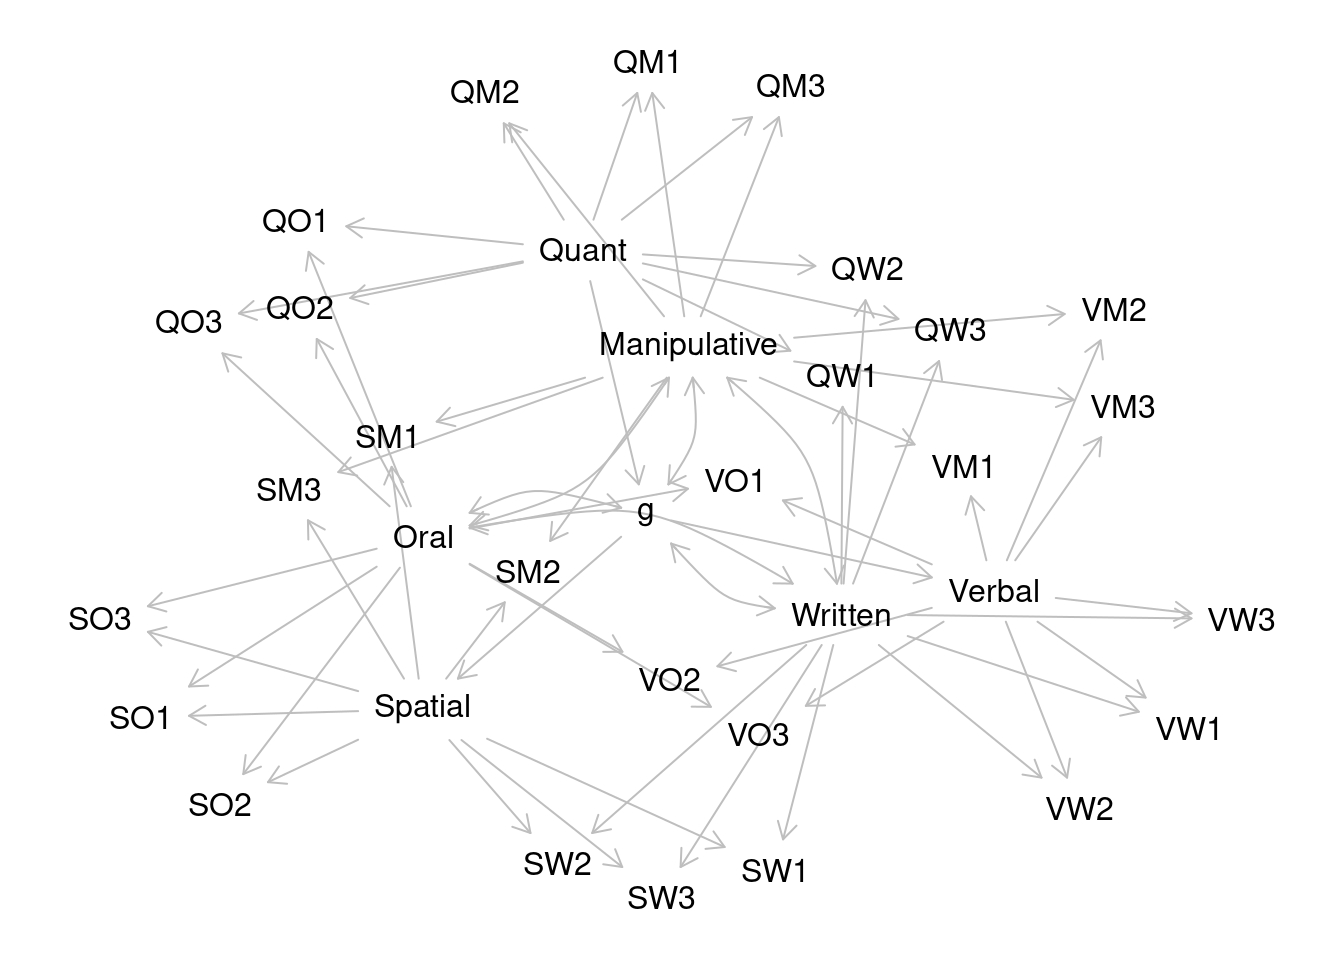 QM1
QM2
QM3
QO1
Quant
QW2
QO2
VM2
QO3
QW3
Manipulative
QW1
VM3
SM1
VM1
VO1
SM3
g
Oral
SM2
Verbal
Written
SO3
VW3
VO2
Spatial
SO1
VW1
VO3
SO2
VW2
SW2
SW1
SW3